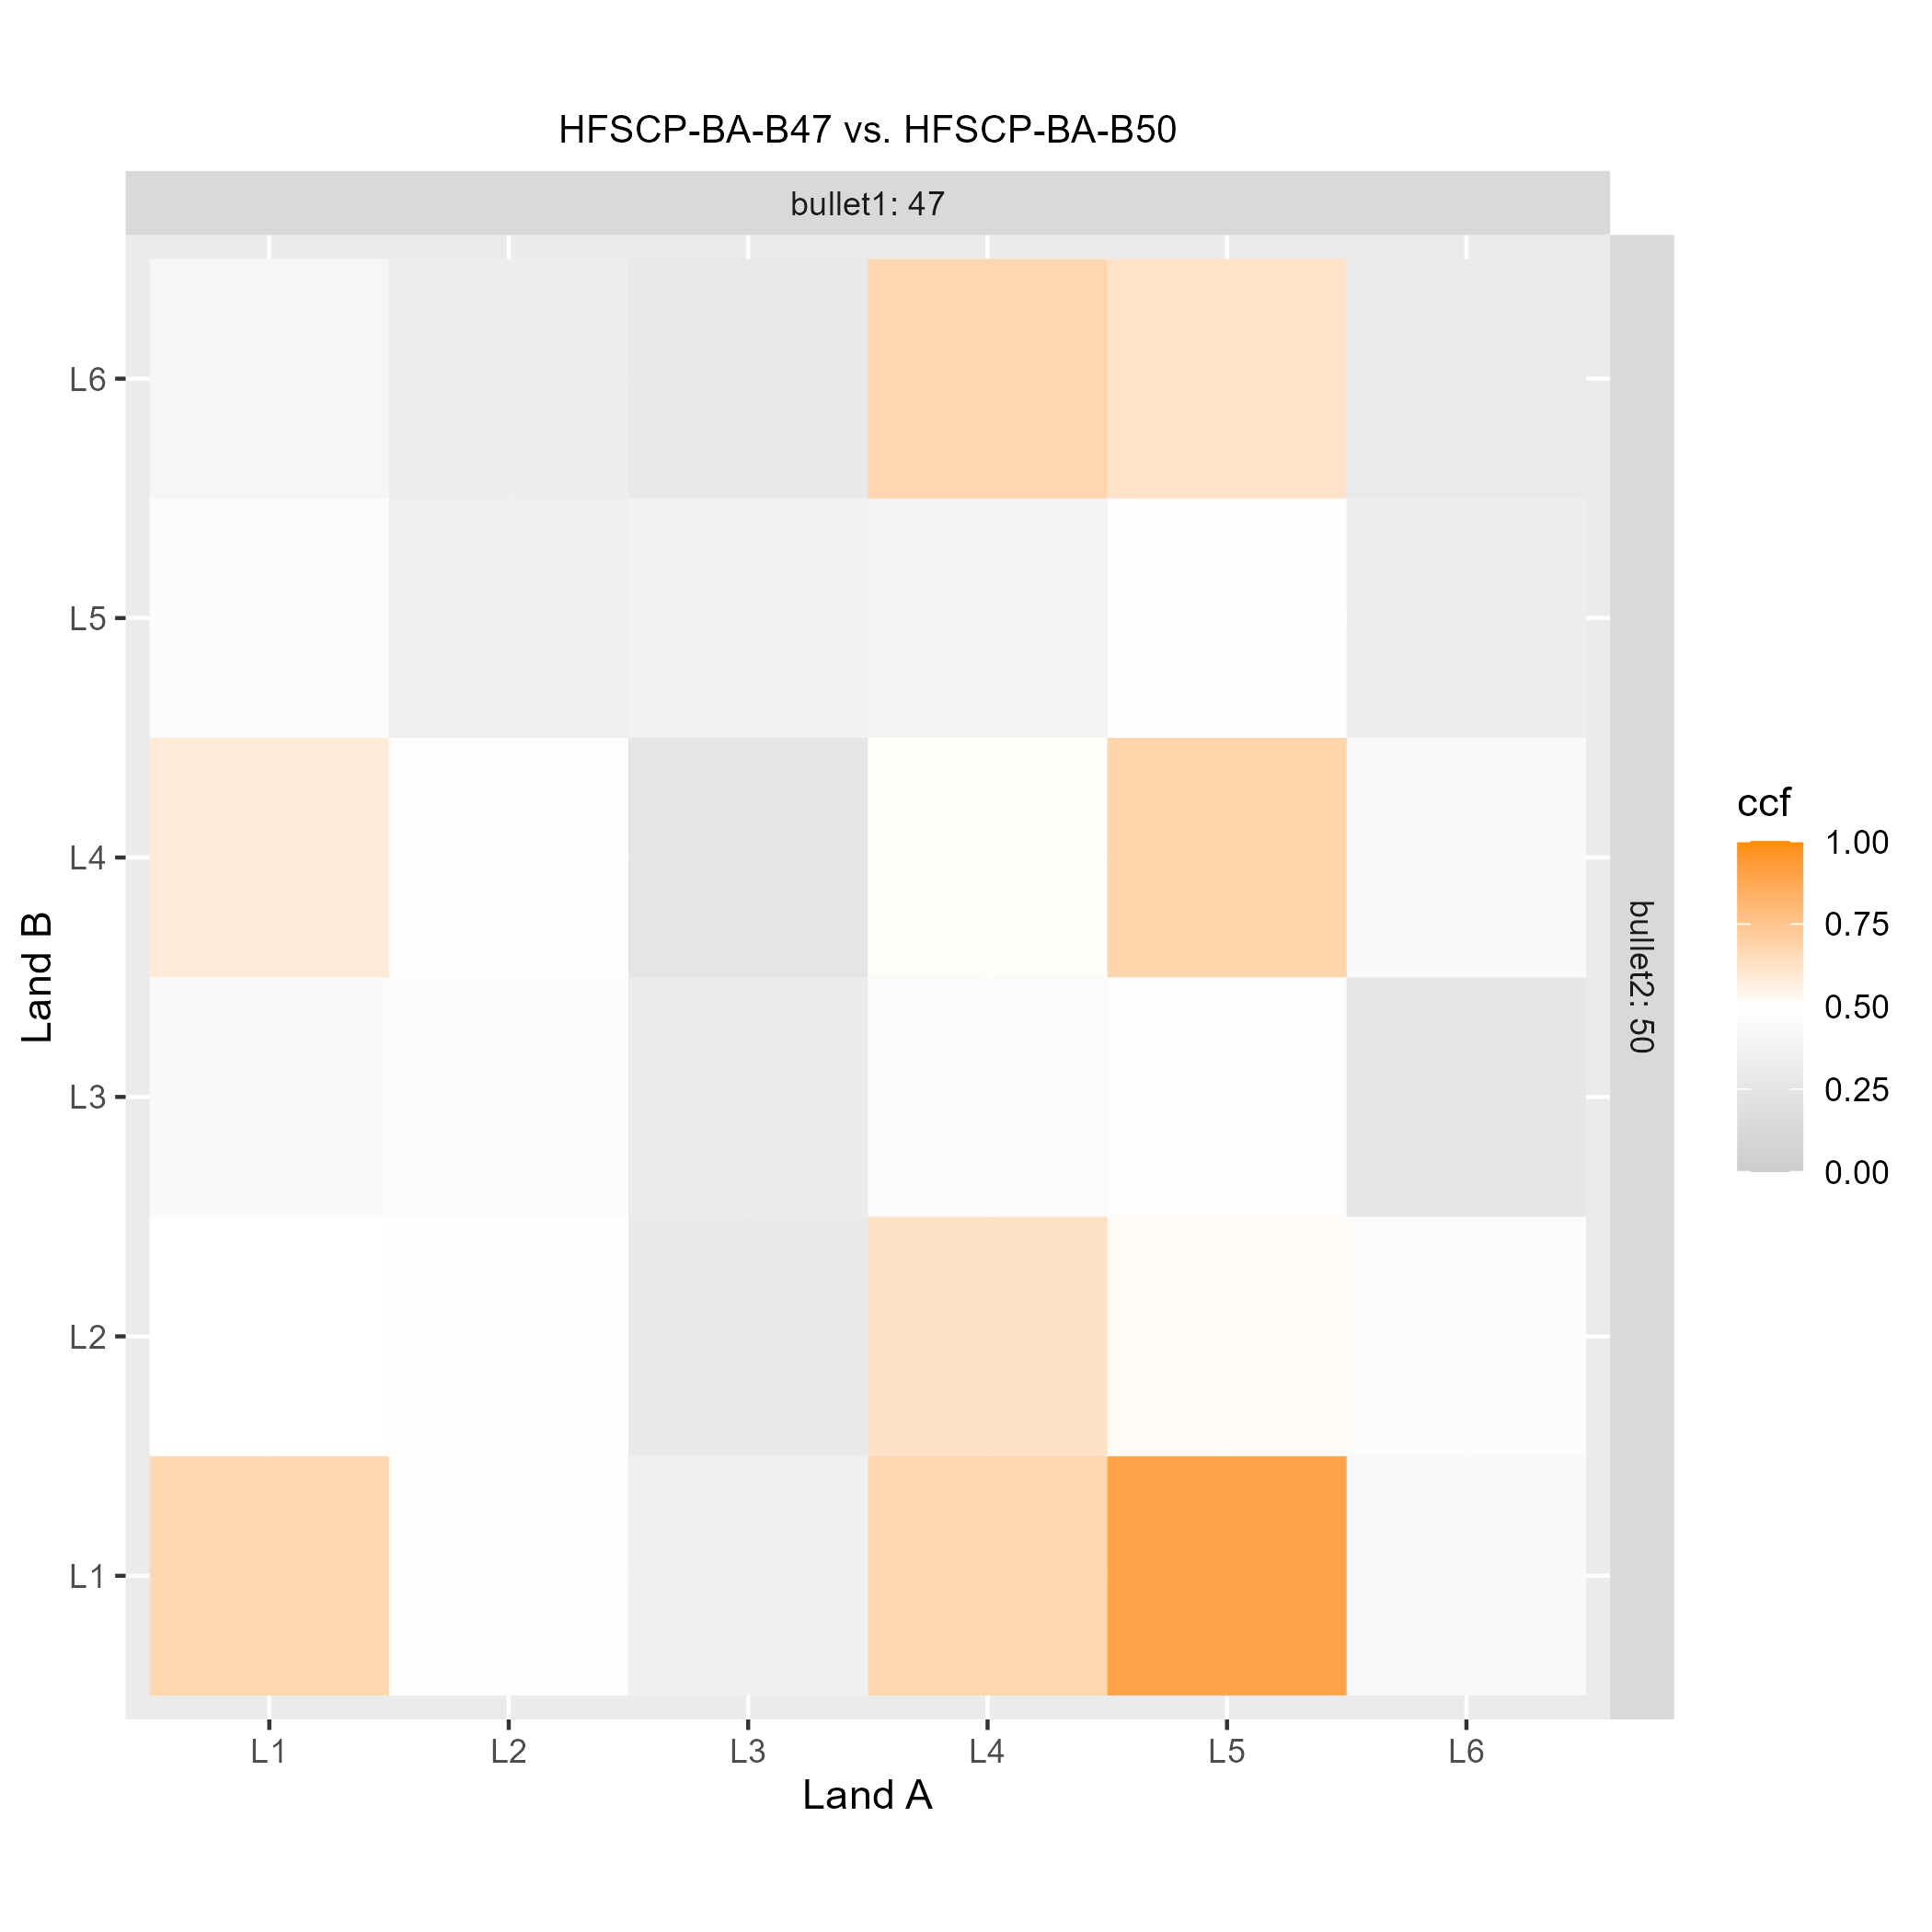 HFSCP-BA-B47 vs. HFSCP-BA-B50
bullet1: 47
L6
L5
L4
L3
L2
L1
Land B
bullet2: 50
L1 L2 L3 L4 L5 L6
Land A
ccf
1.00
0.75
0.50
0.25
0.00